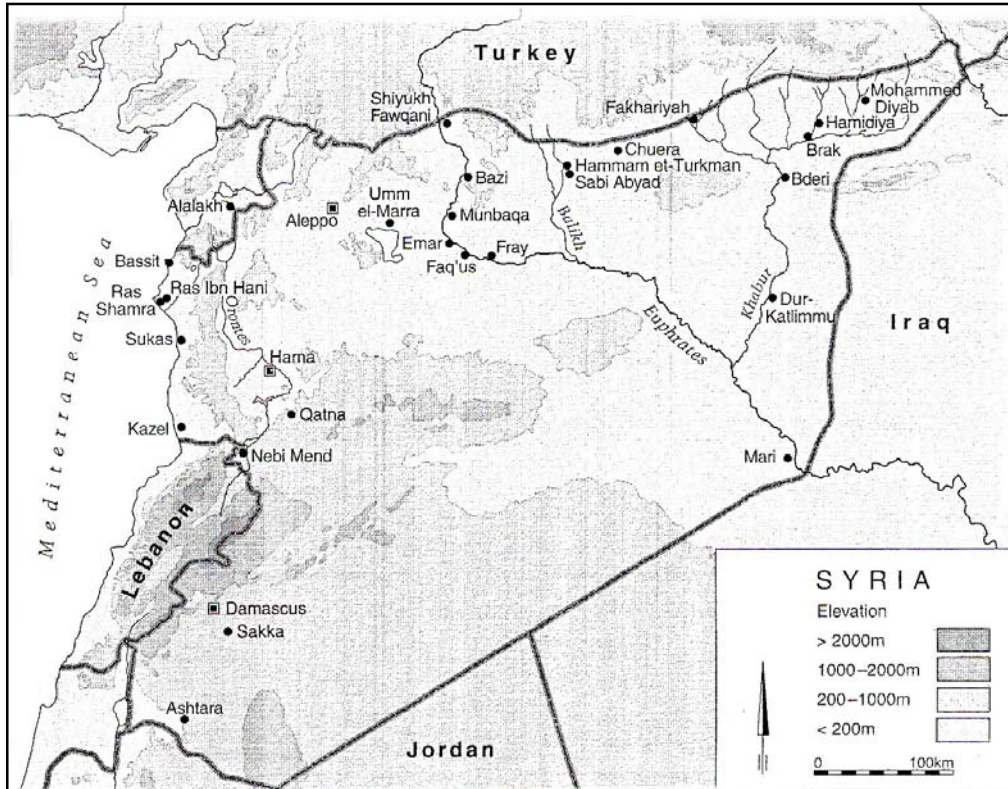 Turkey
Shiyukh
Fawqani
Fakhariyah
Mohammed
Diyab
Hamidiya
Brak
Chuera
Hammam et-Turkman
Sabi Abyad
Bderi
Bazi
Alalakh
Aleppo
Umm
el-Marra
Munbaqa
Emar
Faq'us
Fray
Balikh
Bassit
Ras
Shamra
Ras Ibn Hani
Orontes
Khabur
Dur-
Katlimmu
Iraq
Euphrates
Sukas
Hama
Mediterranean Sea
Qatna
Kazel
Nebi Mend
Mari
Lebanon
Damascus
Sakka
Ashtara
Jordan
SYRIA
Elevation
> 2000m
1000–2000m
200–1000m
< 200m
0 100km